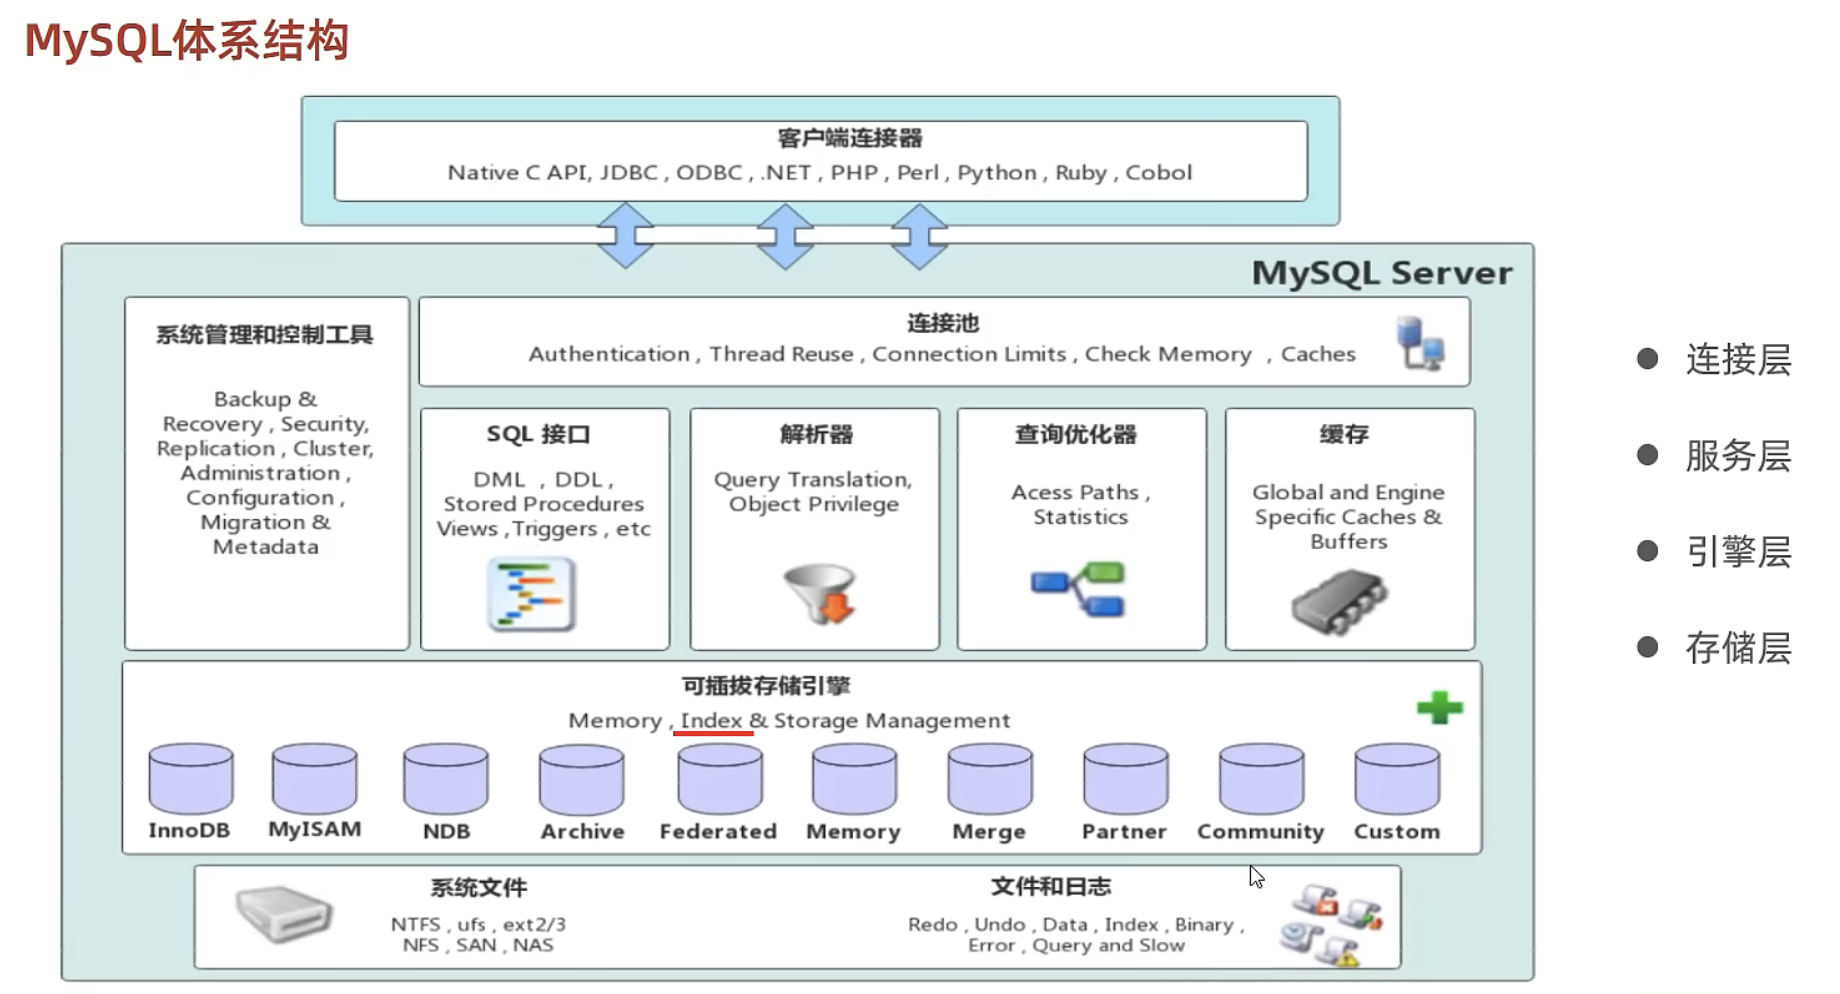 MySQL体系结构
客户端连接器
Native C API, JDBC , ODBC , .NET , PHP , Perl , Python , Ruby , Cobol
MySQL Server
系统管理和控制工具
Backup &
Recovery , Security,
Replication , Cluster,
Administration ,
Configuration ,
Migration &
Metadata
连接池
Authentication , Thread Reuse , Connection Limits , Check Memory , Caches
SQL 接口
DML , DDL ,
Stored Procedures
Views ,Triggers , etc
解析器
Query Translation,
Object Privilege
查询优化器
Acess Paths ,
Statistics
缓存
Global and Engine
Specific Caches &
Buffers
可插拔存储引擎
Memory , Index & Storage Management
InnoDB
MyISAM
NDB
Archive
Federated
Memory
Merge
Partner
Community
Custom
系统文件
NTFS , ufs , ext2/3
NFS , SAN , NAS
文件和日志
Redo , Undo , Data , Index , Binary ,
Error , Query and Slow
连接层
服务层
引擎层
存储层